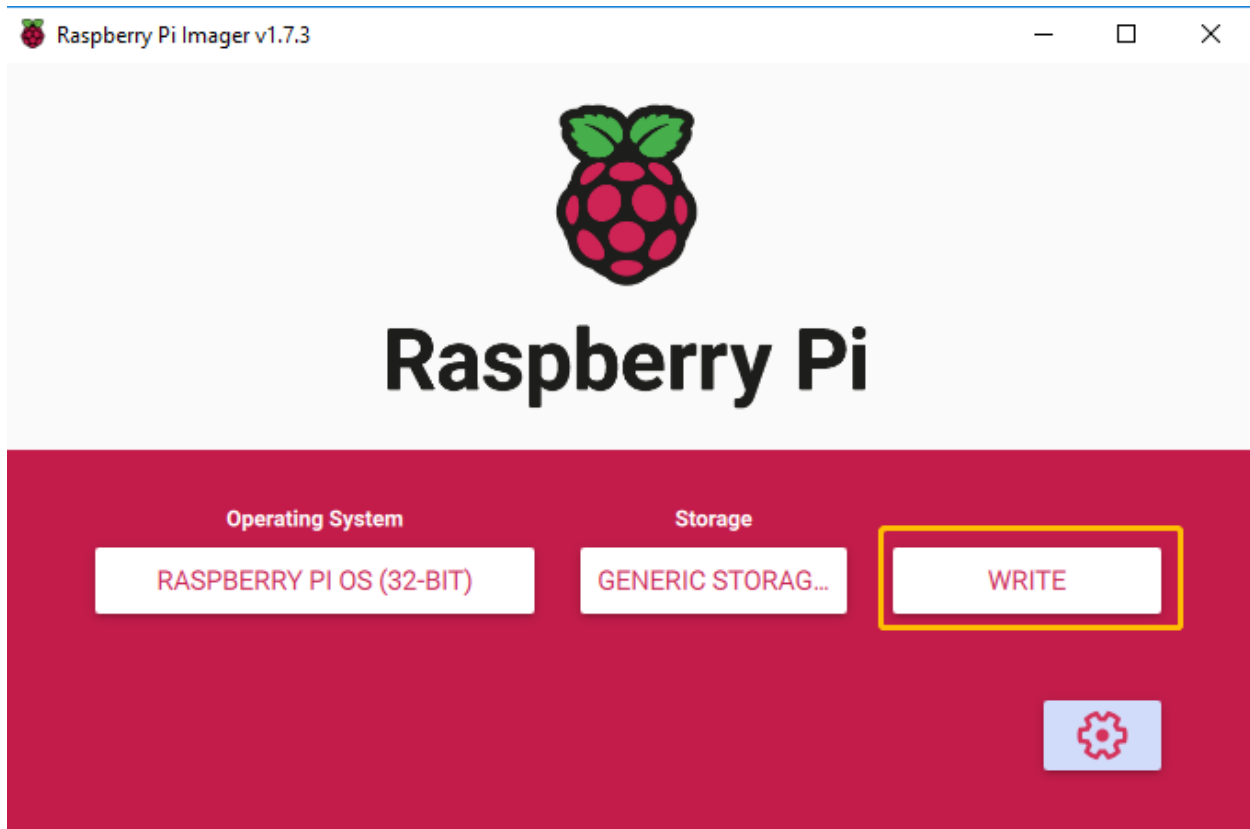 Raspberry Pi Imager v1.7.3
Raspberry Pi
Operating System
Storage
RASPBERRY PI OS (32-BIT)
GENERIC STORAG...
WRITE